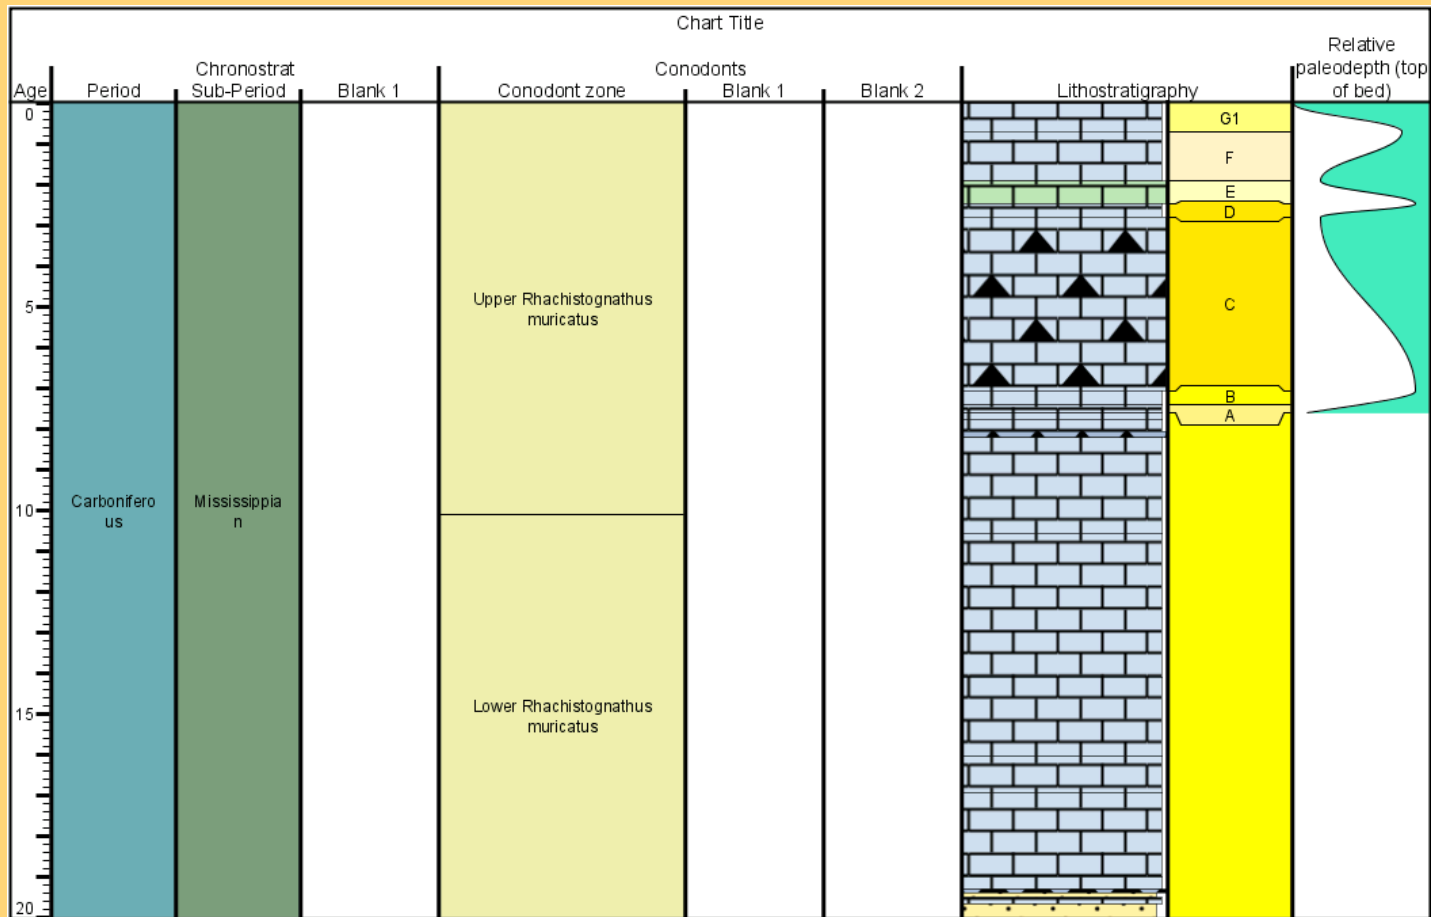 Chart Title
Chronostrat
Conodonts
Relative
paleodepth (top
of bed)
Age
Period
Sub-Period
Blank 1
Conodont zone
Blank 1
Blank 2
Lithostratigraphy
0
5
10
15
20
Carbonifero
us
Mississippia
n
Upper Rhachistognathus
muricatus
Lower Rhachistognathus
muricatus
G1
F
E
D
C
B
A